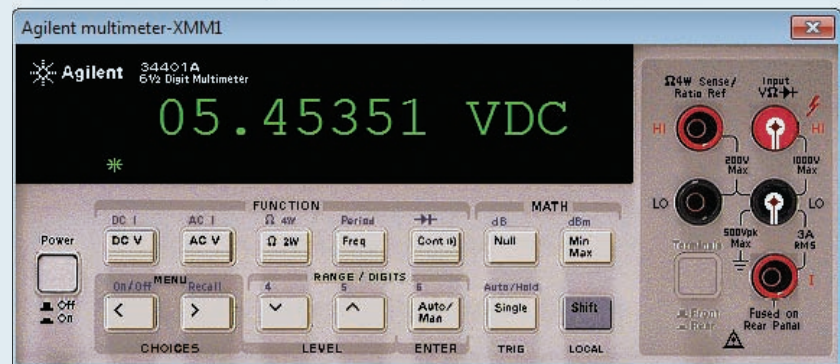 Agilent multimeter-XMM1
Agilent 34401A
6½ Digit Multimeter
05.45351 VDC
Ω4W Sense/
Ratio Ref
Input
VΩ
HI
HI
200V
Max
1000V
Max
LO
LO
500Vpk
Max
3A
RMS
Terminals
I
Front
Rear
Fused on
Rear Panal
FUNCTION
MATH
DC I
AC I
Ω 4W
Period
dB
dBm
Power
DC V
AC V
Ω 2W
Freq
Cont
Null
Min
Max
Off
On
MENU
RANGE / DIGITS
On/Off
Recall
4
5
6
Auto/Hold
<
>
Auto/
Man
Single
Shift
CHOICES
LEVEL
ENTER
TRIG
LOCAL